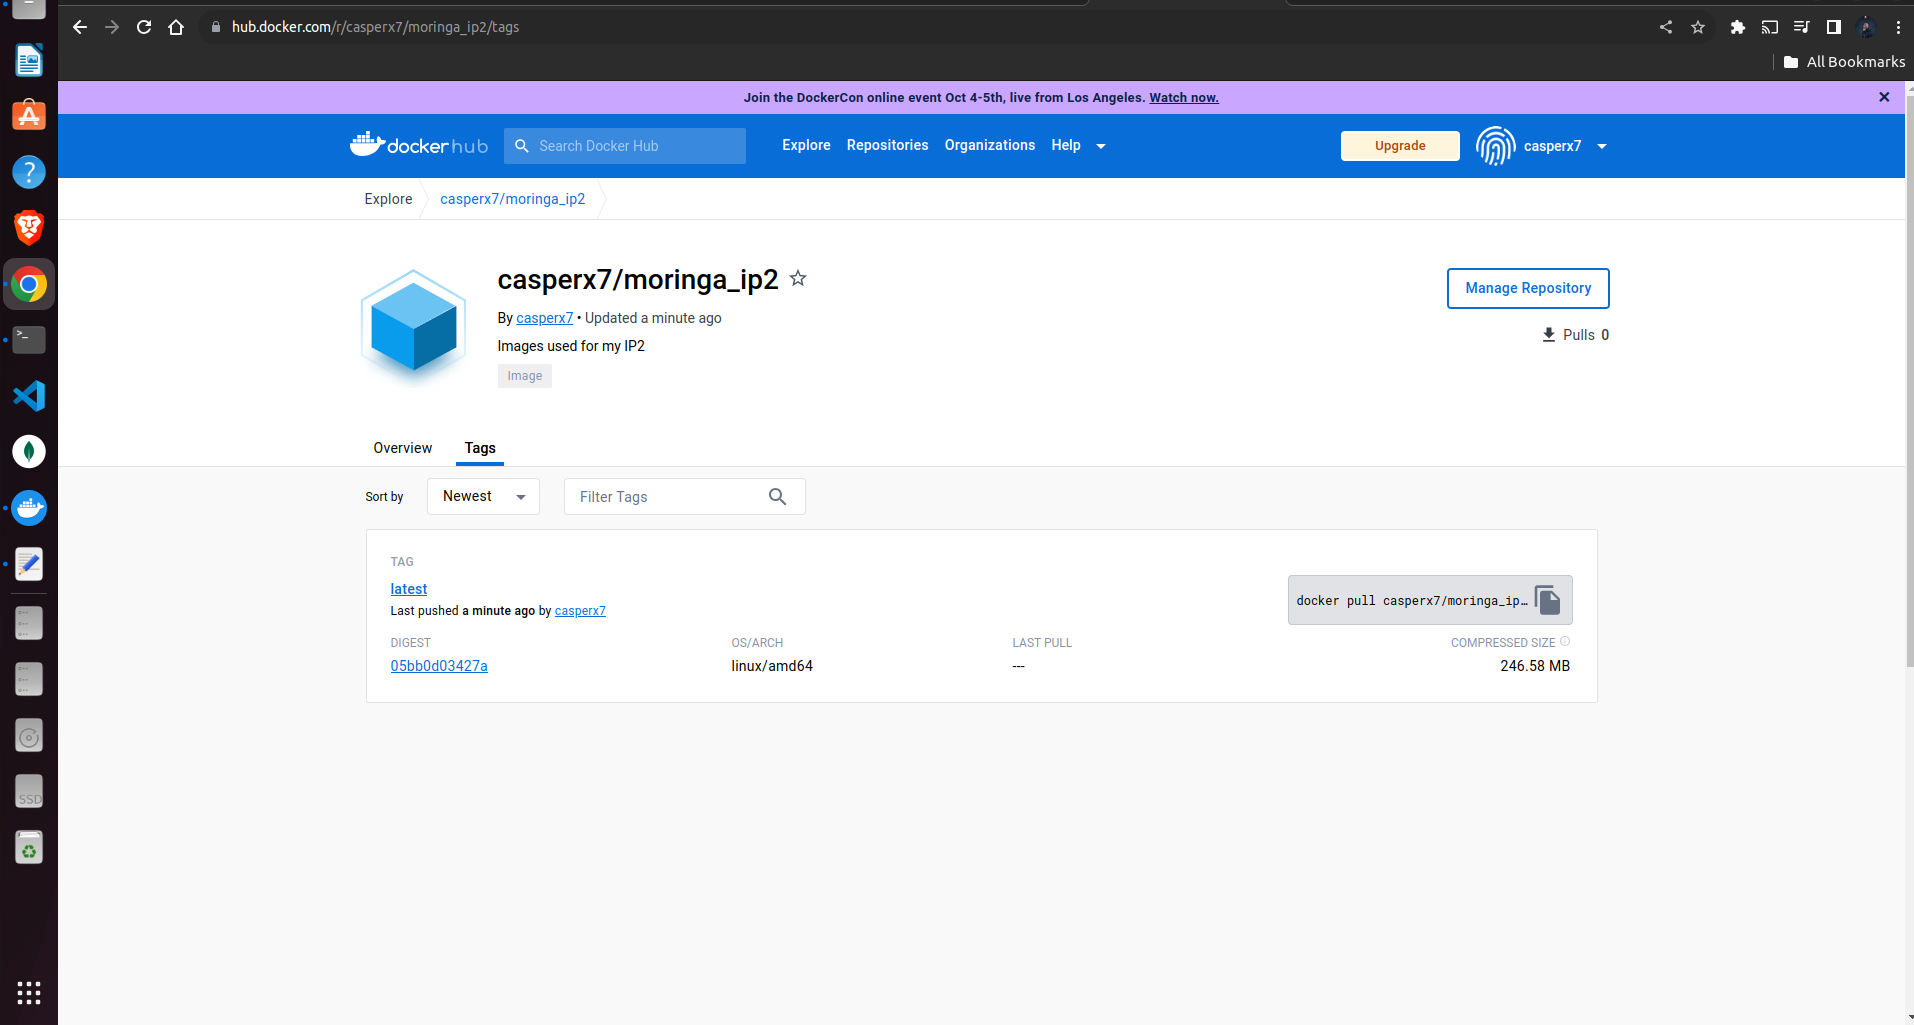 hub.docker.com/r/casperx7/moringa_ip2/tags
All Bookmarks
Join the DockerCon online event Oct 4-5th, live from Los Angeles. Watch now.
dockerhub
Search Docker Hub
Explore
Repositories
Organizations
Help
Upgrade
casperx7
Explore
casperx7/moringa_ip2
casperx7/moringa_ip2
Manage Repository
By casperx7 • Updated a minute ago
Pulls 0
Images used for my IP2
Image
Overview
Tags
Sort by
Newest
Filter Tags
TAG
latest
Last pushed a minute ago by casperx7
docker pull casperx7/moringa_ip…
DIGEST
OS/ARCH
LAST PULL
COMPRESSED SIZE
05bb0d03427a
linux/amd64
---
246.58 MB
SSD